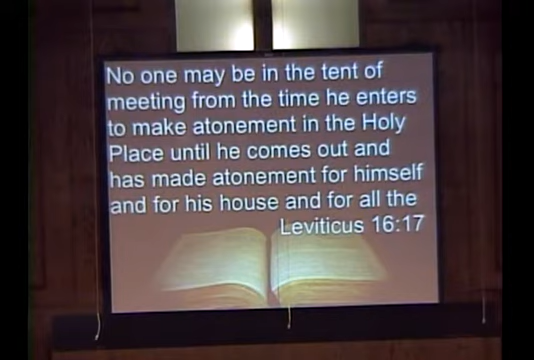 No one may be in the tent of
meeting from the time he enters
to make atonement in the Holy
Place until he comes out and
has made atonement for himself
and for his house and for all the
Leviticus 16:17